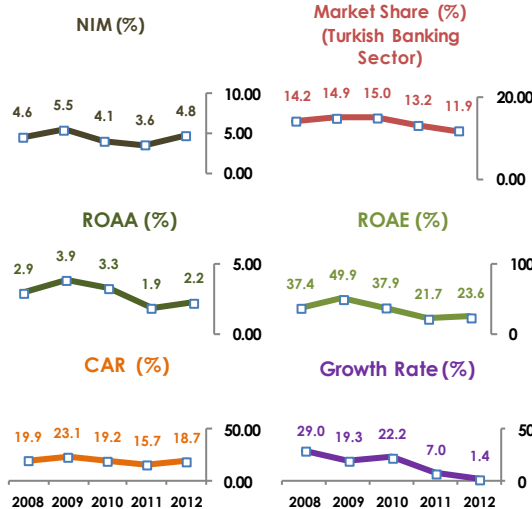 NIM (%)
10.00
4.6 5.5 4.1 3.6 4.8
5.00
0.00
Market Share (%)
(Turkish Banking
Sector)
14.2 14.9 15.0 13.2 11.9
20.00
0.00
ROAA (%)
5.00
2.9 3.9 3.3 1.9 2.2
0.00
ROAE (%)
100
37.4 49.9 37.9 21.7 23.6
0
CAR (%)
50.00
19.9 23.1 19.2 15.7 18.7
0.00
2008 2009 2010 2011 2012
Growth Rate (%)
50
29.0 19.3 22.2 7.0 1.4
0
2008 2009 2010 2011 2012